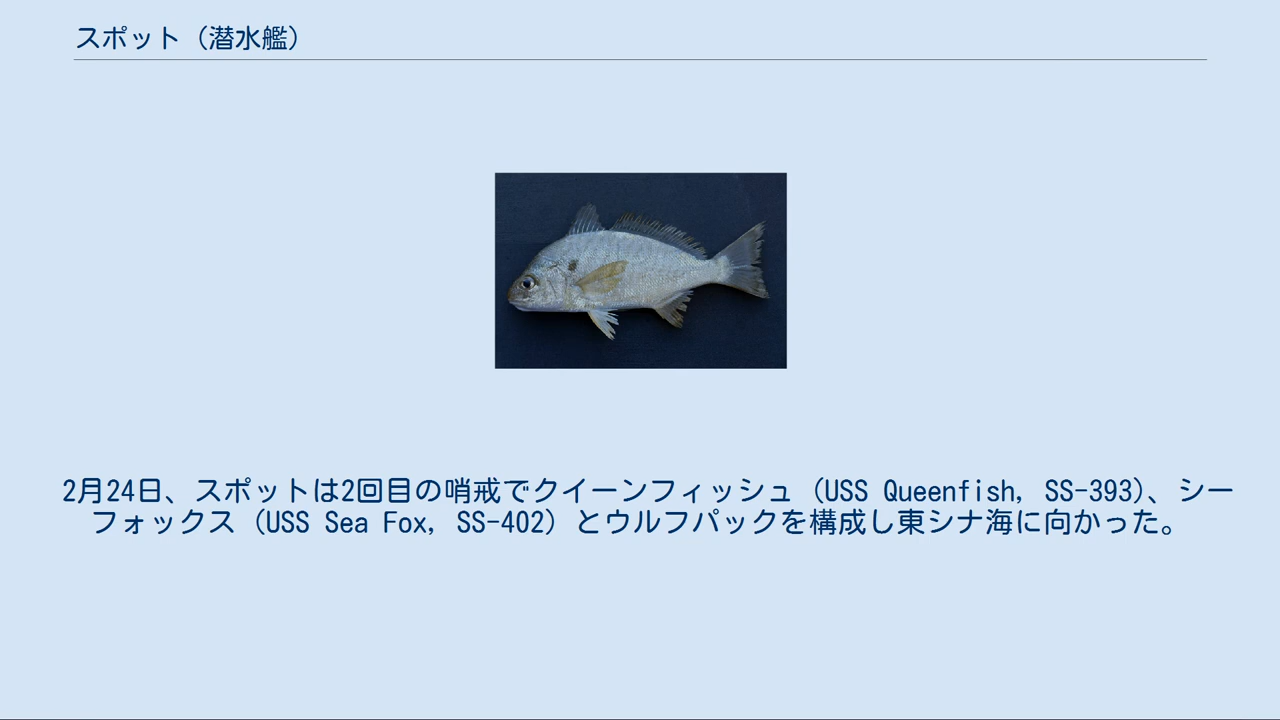 スポット（潜水艦）
2月24日、スポットは2回目の哨戒でクイーンフィッシュ（USS Queenfish, SS-393)、シー
フォックス（USS Sea Fox, SS-402）とウルフパックを構成し東シナ海に向かった。